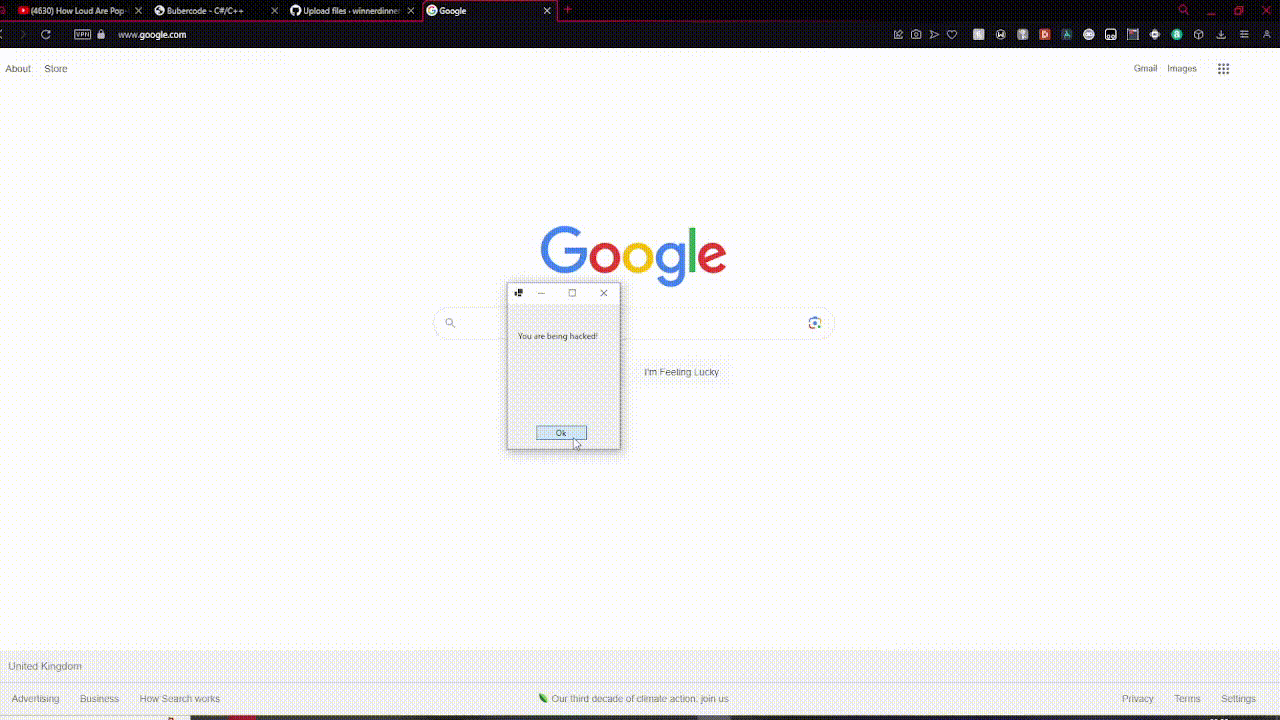 (4630) How Loud Are Pop-
Bubercode - C#/C++
Upload files · winnerdinner
Google
VPN
www.google.com
About
Store
Gmail
Images
Google
You are being hacked!
I'm Feeling Lucky
Ok
United Kingdom
Advertising
Business
How Search works
Our third decade of climate action: join us
Privacy
Terms
Settings